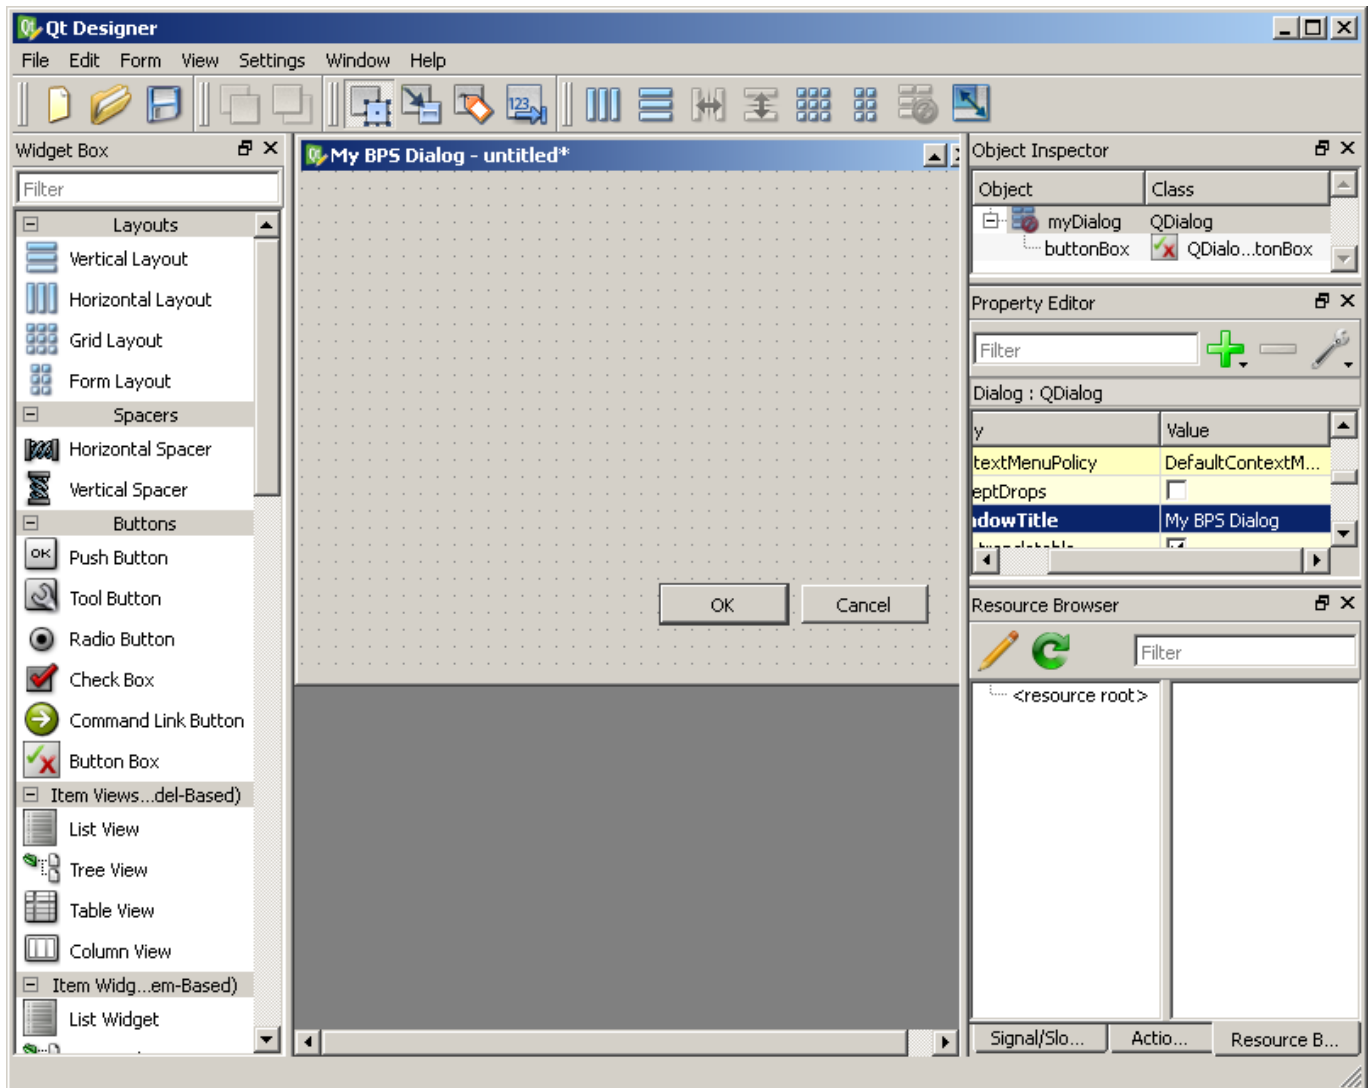 Qt Designer
File Edit Form View Settings Window Help
123
Widget Box
Filter
Layouts
Vertical Layout
Horizontal Layout
Grid Layout
Form Layout
Spacers
Horizontal Spacer
Vertical Spacer
Buttons
OK Push Button
Tool Button
Radio Button
Check Box
Command Link Button
Button Box
Item Views...del-Based)
List View
Tree View
Table View
Column View
Item Widg...em-Based)
List Widget
My BPS Dialog - untitled*
OK Cancel
Object Inspector
Object Class
myDialog QDialog
buttonBox QDialo...tonBox
Property Editor
Filter
Dialog : QDialog
y Value
textMenuPolicy DefaultContextM...
eptDrops
dowTitle My BPS Dialog
Resource Browser
Filter
<resource root>
Signal/Slo... Actio... Resource B...